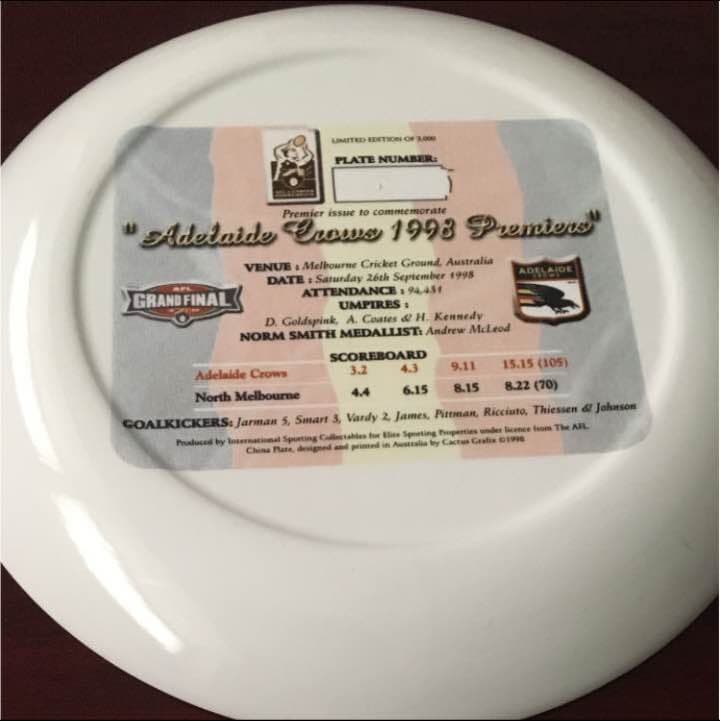 LIMITED EDITION OF 3,000
PLATE NUMBER:
Premier issue to commemorate
"Adelaide Crows 1998 Premiers"
VENUE : Melbourne Cricket Ground, Australia
DATE : Saturday 26th September 1998
ATTENDANCE : 94,431
UMPIRES :
D. Goldspink, A. Coates & H. Kennedy
NORM SMITH MEDALLIST: Andrew McLeod
AFL
GRAND FINAL
ADELAIDE
CROWS
SCOREBOARD
Adelaide Crows 3.2 4.3 9.11 15.15 (105)
North Melbourne 4.4 6.15 8.15 8.22 (70)
GOALKICKERS: Jarman 5, Smart 3, Vardy 2, James, Pittman, Ricciuto, Thiessen & Johnson
Produced by International Sporting Collectables for Elite Sporting Properties under licence from The AFL.
China Plate, designed and printed in Australia by Cactus Grafix ©1998